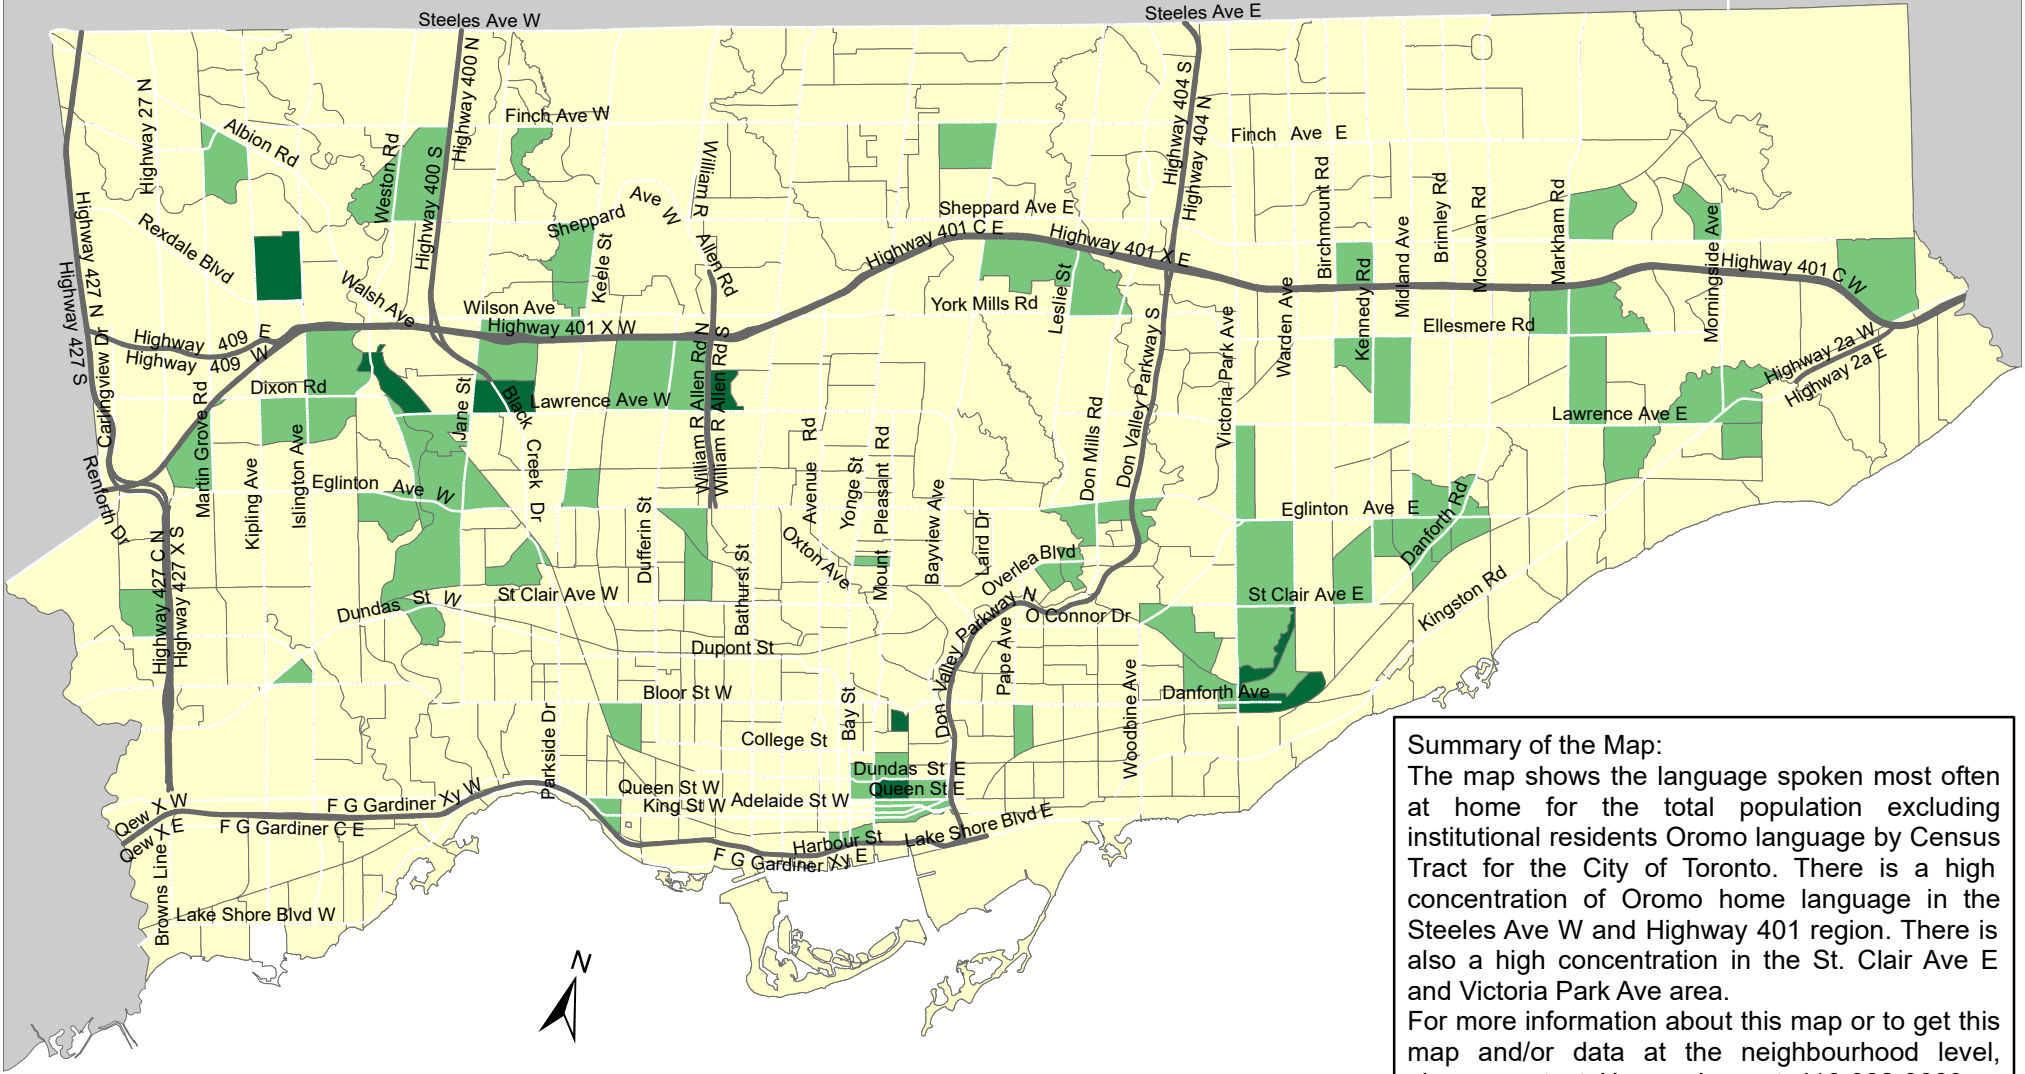 Steeles Ave W
Steeles Ave E
Highway 27 N
Albion Rd
Weston Rd
Highway 400 N
Highway 400 S
Finch Ave W
William R
Allen Rd
Highway 404 S
Highway 404 N
Finch Ave E
Birchmount Rd
Midland Ave
Brimley Rd
Mccowan Rd
Markham Rd
Morningside Ave
Highway 427 N
Highway 427 S
Rexdale Blvd
Walsh Ave
Sheppard Ave W
Keele St
Sheppard Ave E
Highway 401 C E
Highway 401 X E
Highway 401 C W
Wilson Ave
Highway 401 X W
York Mills Rd
Leslie St
Kennedy Rd
Warden Ave
Victoria Park Ave
Ellesmere Rd
Highway 2a W
Highway 2a E
Highway 409 E
Highway 409 W
Carlingview Dr
Dixon Rd
Martin Grove Rd
Jane St
Black Creek Dr
Lawrence Ave W
William R Allen Rd N
William R Allen Rd S
Avenue Rd
Yonge St
Mount Pleasant Rd
Bayview Ave
Laird Dr
Don Mills Rd
Don Valley Parkway S
Lawrence Ave E
Renforth Dr
Kipling Ave
Islington Ave
Eglinton Ave W
Dufferin St
Bathurst St
Oxton Ave
Overlea Blvd
Eglinton Ave E
Danforth Rd
Kingston Rd
Highway 427 C N
Highway 427 X S
Dundas St W
St Clair Ave W
St Clair Ave E
O Connor Dr
Don Valley Parkway N
Pape Ave
Dupont St
Bloor St W
Bay St
College St
Woodbine Ave
Danforth Ave
Parkside Dr
Dundas St E
Queen St W
Queen St E
King St W
Adelaide St W
Qew X W
Qew X E
F G Gardiner Xy W
F G Gardiner C E
Harbour St
Lake Shore Blvd E
F G Gardiner Xy E
Browns Line
Lake Shore Blvd W
N
Summary of the Map:
The map shows the language spoken most often
at home for the total population excluding
institutional residents Oromo language by Census
Tract for the City of Toronto. There is a high
concentration of Oromo home language in the
Steeles Ave W and Highway 401 region. There is
also a high concentration in the St. Clair Ave E
and Victoria Park Ave area.
For more information about this map or to get this
map and/or data at the neighbourhood level,